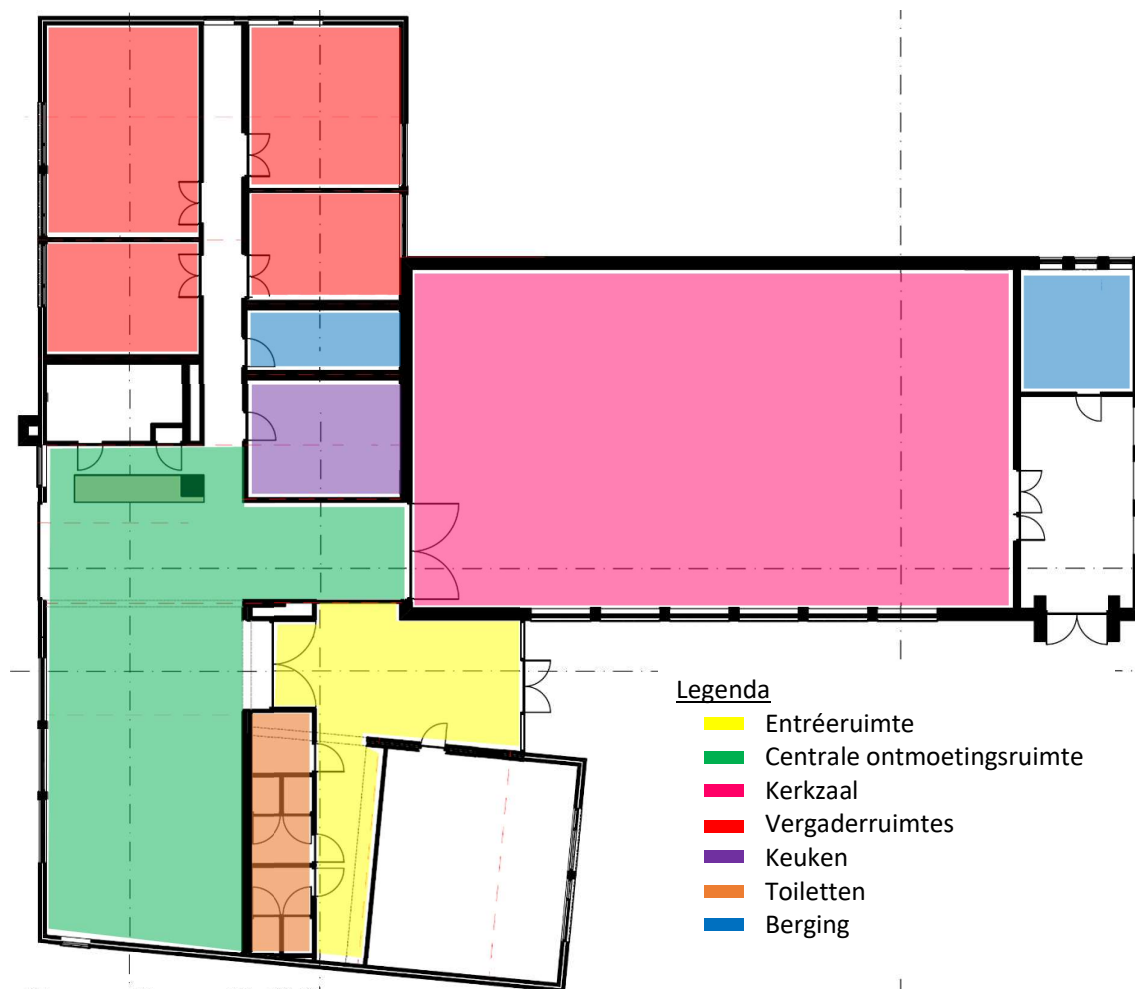 Legenda
Entréeruimte
Centrale ontmoetingsruimte
Kerkzaal
Vergaderruimtes
Keuken
Toiletten
Berging